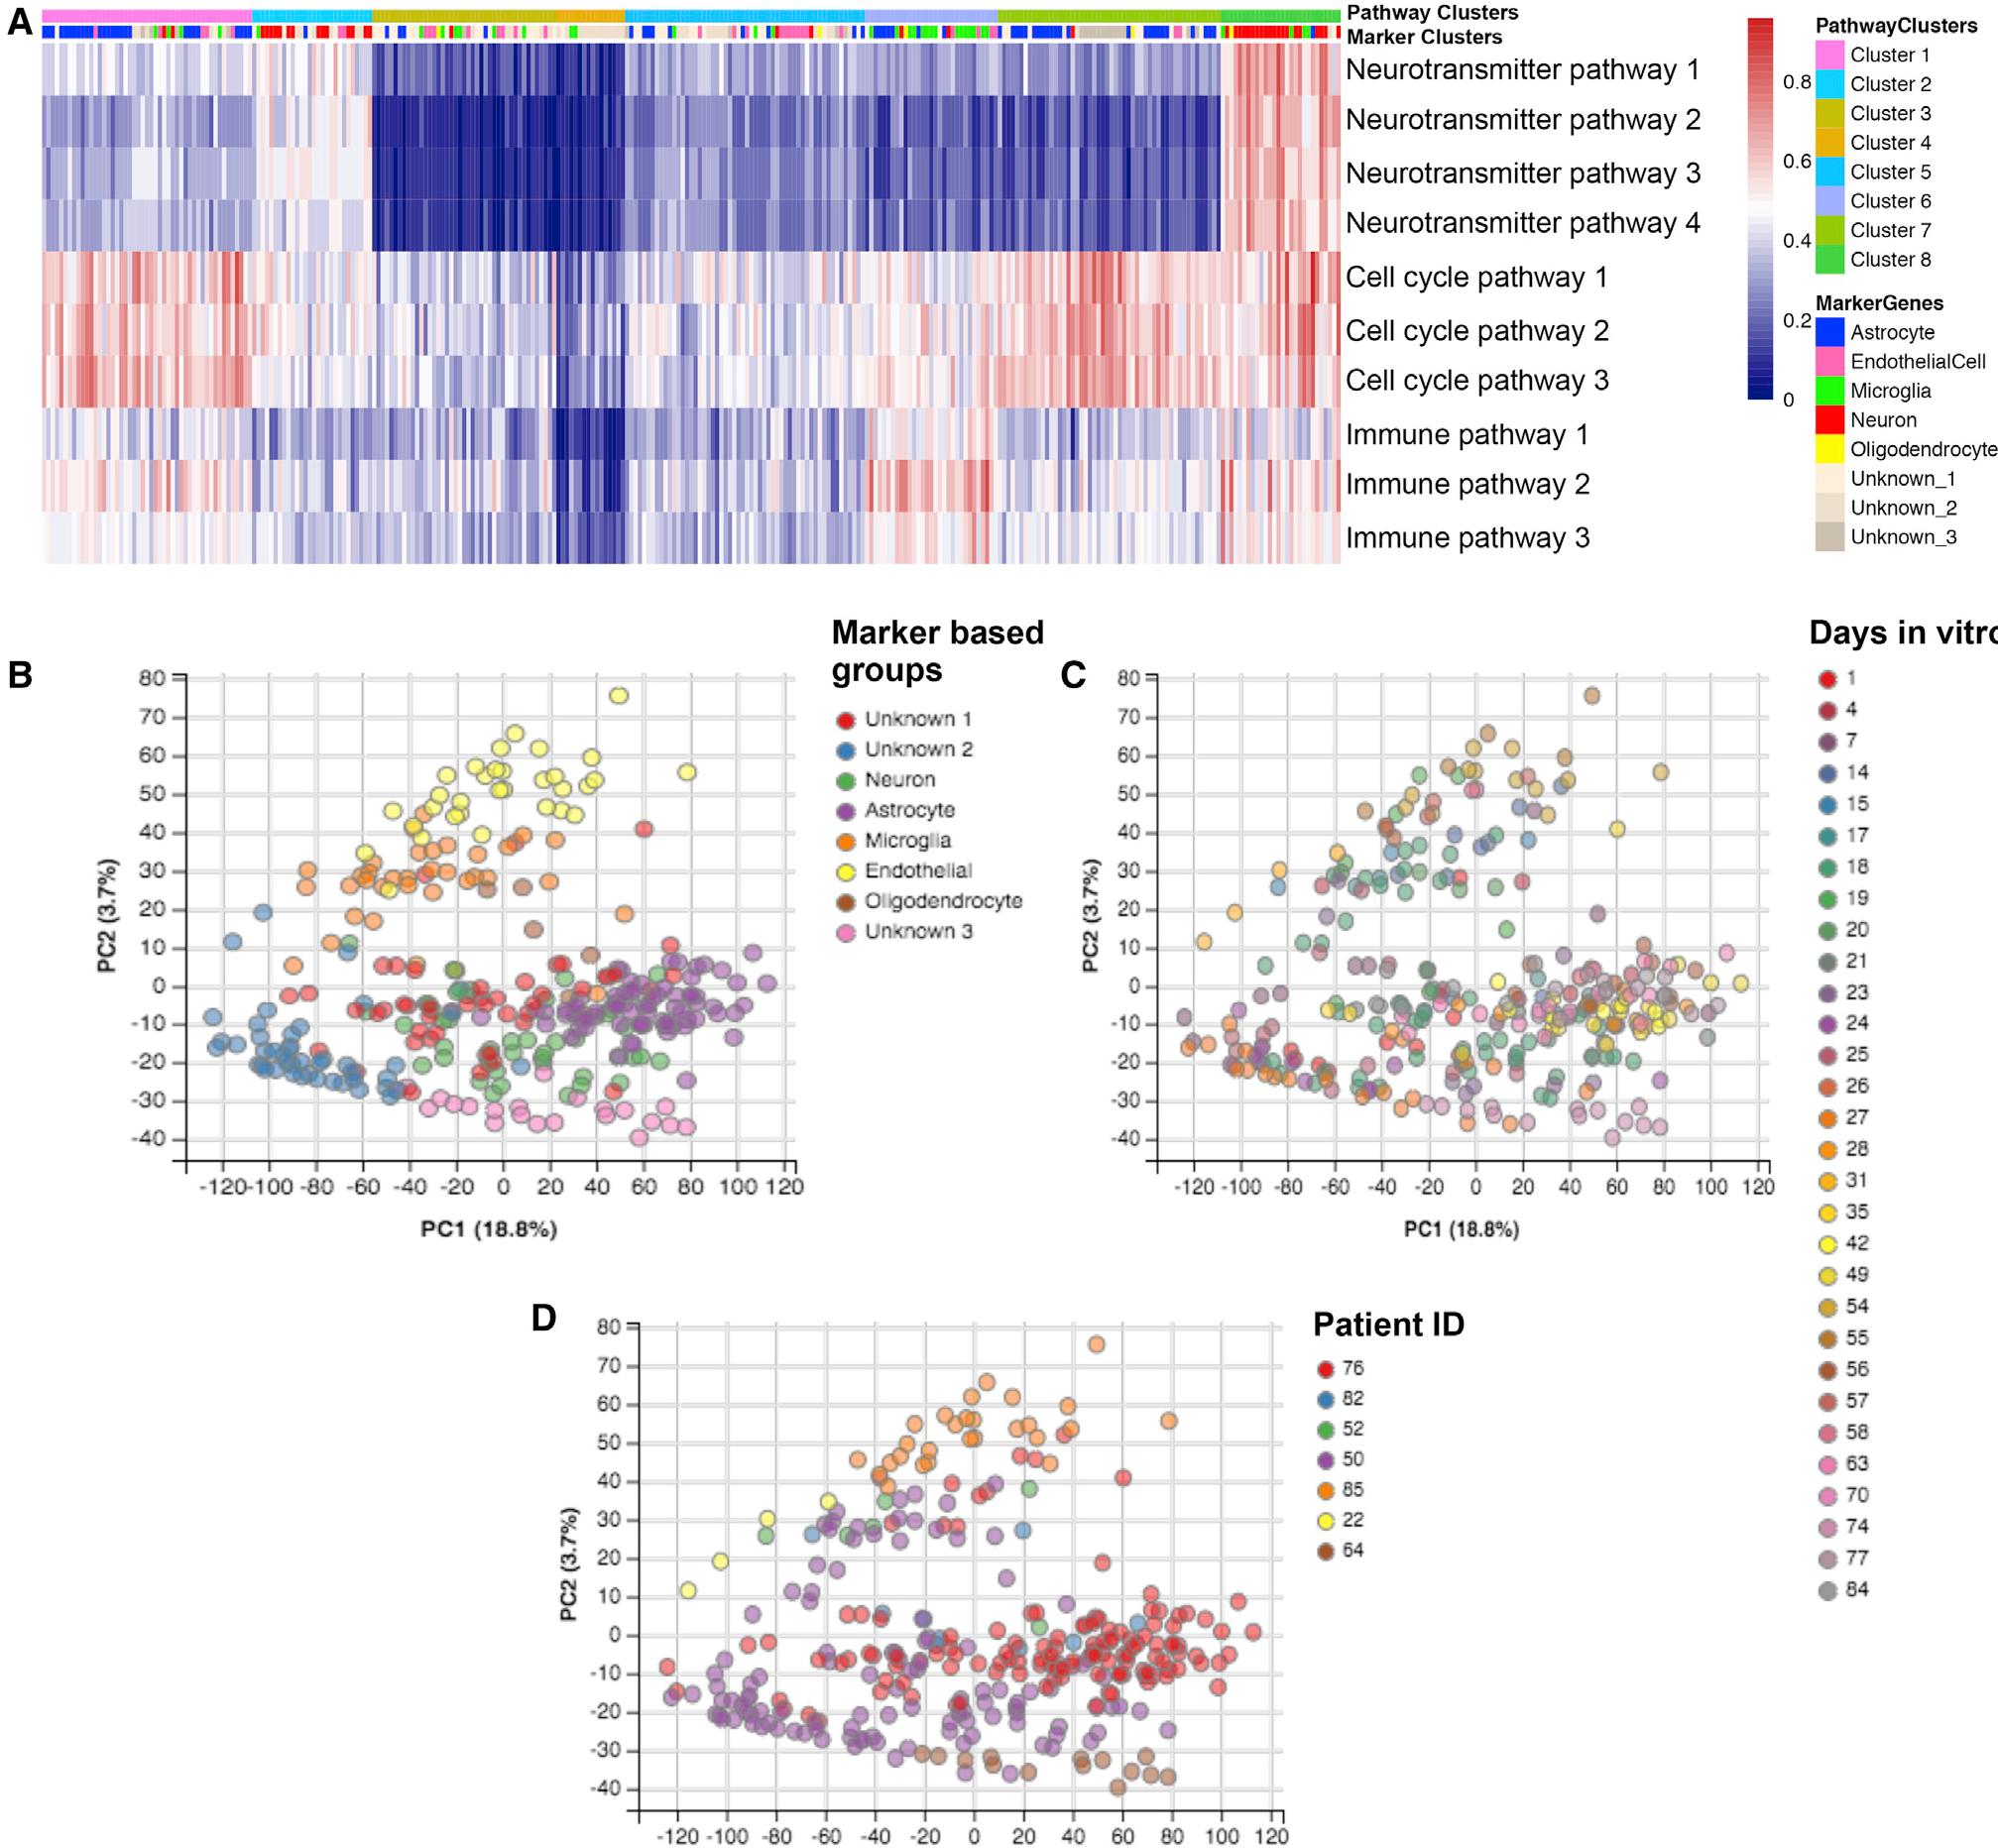 A
Pathway Clusters
Marker Clusters
Neurotransmitter pathway 1
Neurotransmitter pathway 2
Neurotransmitter pathway 3
Neurotransmitter pathway 4
Cell cycle pathway 1
Cell cycle pathway 2
Cell cycle pathway 3
Immune pathway 1
Immune pathway 2
Immune pathway 3
0.8
0.6
0.4
0.2
0
PathwayClusters
Cluster 1
Cluster 2
Cluster 3
Cluster 4
Cluster 5
Cluster 6
Cluster 7
Cluster 8
MarkerGenes
Astrocyte
EndothelialCell
Microglia
Neuron
Oligodendrocyte
Unknown_1
Unknown_2
Unknown_3
B
80
70
60
50
40
30
20
10
0
-10
-20
-30
-40
PC2 (3.7%)
-120 -100 -80 -60 -40 -20 0 20 40 60 80 100 120
PC1 (18.8%)
Marker based
groups
Unknown 1
Unknown 2
Neuron
Astrocyte
Microglia
Endothelial
Oligodendrocyte
Unknown 3
C
80
70
60
50
40
30
20
10
0
-10
-20
-30
-40
PC2 (3.7%)
-120 -100 -80 -60 -40 -20 0 20 40 60 80 100 120
PC1 (18.8%)
Days in vitro
1
4
7
14
15
17
18
19
20
21
23
24
25
26
27
28
31
35
42
49
54
55
56
57
58
63
70
74
77
84
D
80
70
60
50
40
30
20
10
0
-10
-20
-30
-40
PC2 (3.7%)
-120 -100 -80 -60 -40 -20 0 20 40 60 80 100 120
Patient ID
76
82
52
50
85
22
64